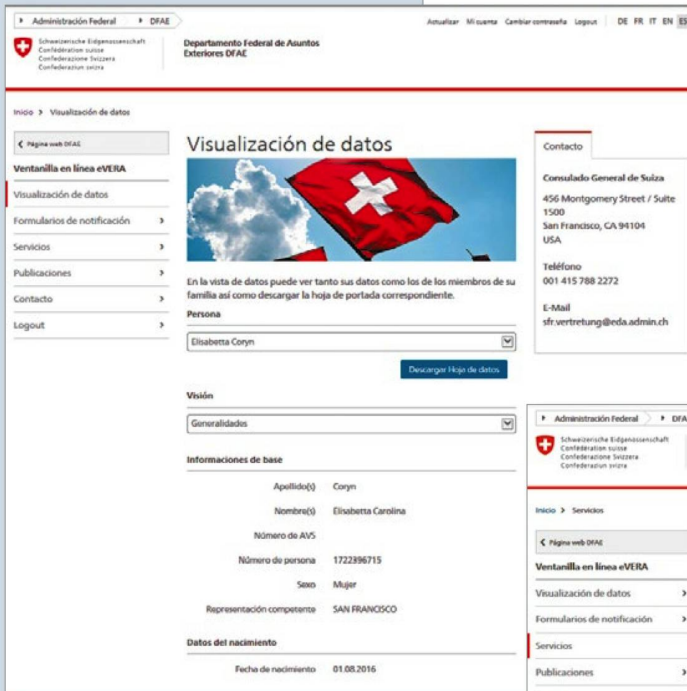 Administración Federal
DFAE
Actualizar Mi cuenta Cambiar contraseña Logout DE FR IT EN ES
Schweizerische Eidgenossenschaft
Confédération suisse
Confederazione Svizzera
Confederaziun svizra
Departamento Federal de Asuntos
Exteriores DFAE
Inicio > Visualización de datos
Página web DFAE
Ventanilla en línea eVERA
Visualización de datos
Formularios de notificación
Servicios
Publicaciones
Contacto
Logout
Visualización de datos
En la vista de datos puede ver tanto sus datos como los de los miembros de su
familia así como descargar la hoja de portada correspondiente.
Persona
Elisabetta Coryn
Descargar Hoja de datos
Visión
Generalidades
Informaciones de base
Apellido(s) Coryn
Nombre(s) Elisabetta Carolina
Número de AVS
Número de persona 1722396715
Sexo Mujer
Representación competente SAN FRANCISCO
Datos del nacimiento
Fecha de nacimiento 01.08.2016
Contacto
Consulado General de Suiza
456 Montgomery Street / Suite
1500
San Francisco, CA 94104
USA
Teléfono
001 415 788 2272
E-Mail
sfr.vertretung@eda.admin.ch
Administración Federal
DFA
Schweizerische Eidgenossenschaft
Confédération suisse
Confederazione Svizzera
Confederaziun svizra
Inicio > Servicios
Página web DFAE
Ventanilla en línea eVERA
Visualización de datos
Formularios de notificación
Servicios
Publicaciones